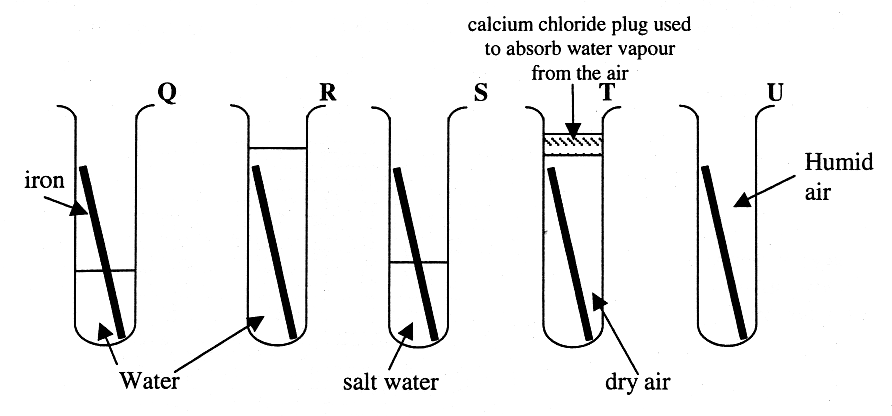 calcium chloride plug used
to absorb water vapour
from the air
Q
R
S
T
U
iron
Humid
air
Water
salt water
dry air